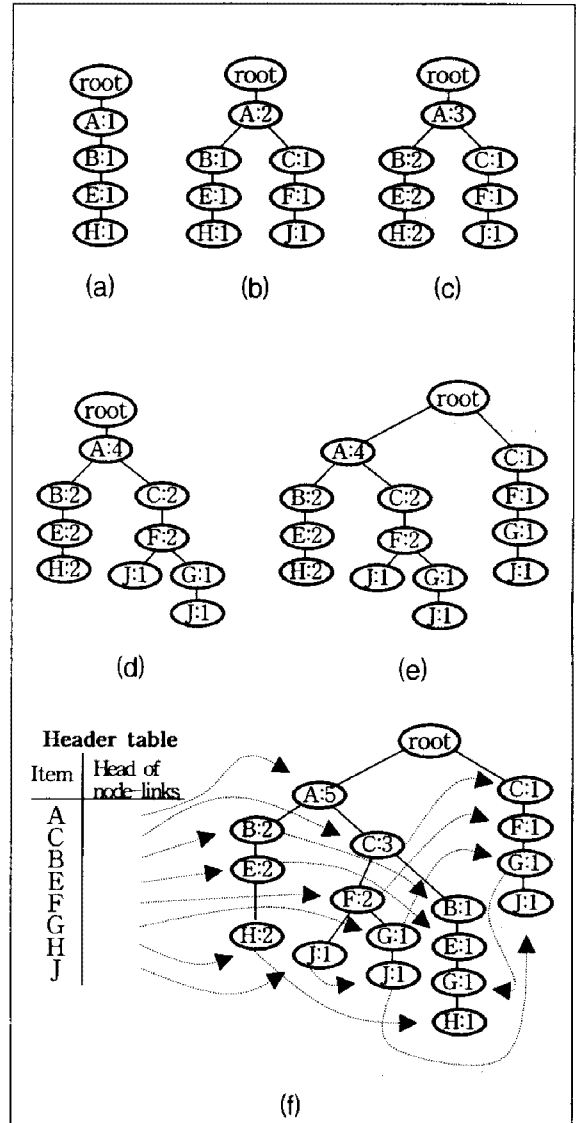 root
A:1
B:1
E:1
H:1
(a)
root
A:2
B:1 C:1
E:1 F:1
H:1 J:1
(b)
root
A:3
B:2 C:1
E:2 F:1
H:2 J:1
(c)
root
A:4
B:2 C:2
E:2 F:2
H:2 J:1 G:1
J:1
(d)
root
A:4 C:1
B:2 C:2 F:1
E:2 F:2 G:1
H:2 J:1 G:1 J:1
J:1
(e)
Header table
Item Head of
node-links
A
C
B
E
F
G
H
J
root
A:5 C:1
B:2 C:3 F:1
E:2 G:1
F:2 B:1 J:1
H:2 G:1 E:1
J:1 J:1 G:1
H:1
(f)